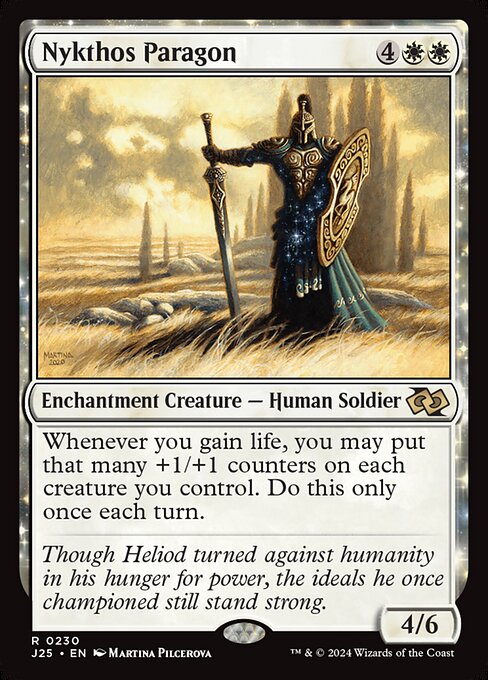 Nykthos Paragon 4
MARTINA
2020
Enchantment Creature — Human Soldier
Whenever you gain life, you may put
that many +1/+1 counters on each
creature you control. Do this only
once each turn.
Though Heliod turned against humanity
in his hunger for power, the ideals he once
championed still stand strong.
4/6
R 0230
J25 • EN MARTINA PILCEROVA
™ & © 2024 Wizards of the Coast